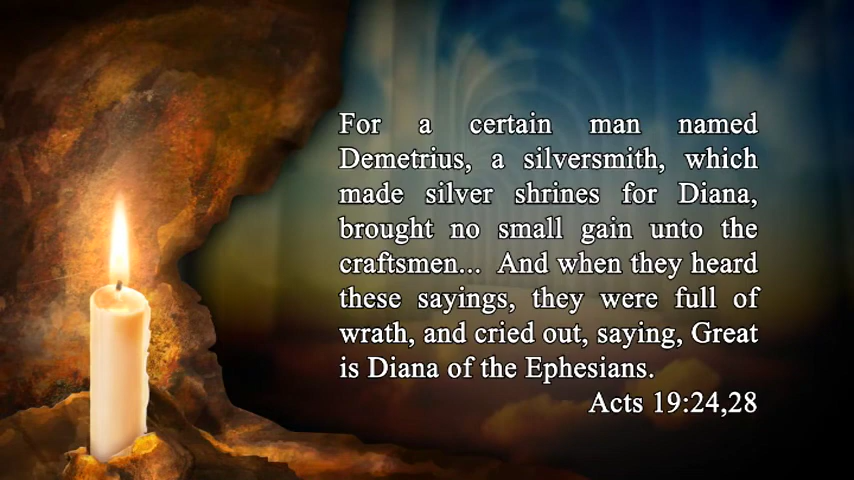 For a certain man named
Demetrius, a silversmith, which
made silver shrines for Diana,
brought no small gain unto the
craftsmen... And when they heard
these sayings, they were full of
wrath, and cried out, saying, Great
is Diana of the Ephesians.
Acts 19:24,28